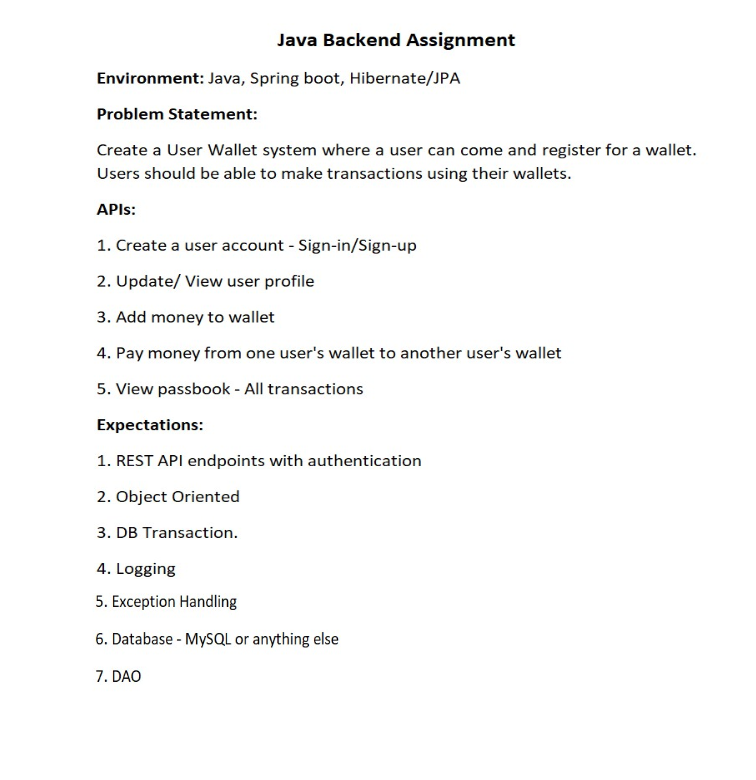 Java Backend Assignment
Environment: Java, Spring boot, Hibernate/JPA
Problem Statement:
Create a User Wallet system where a user can come and register for a wallet.
Users should be able to make transactions using their wallets.
APIs:
1. Create a user account - Sign-in/Sign-up
2. Update/ View user profile
3. Add money to wallet
4. Pay money from one user's wallet to another user's wallet
5. View passbook - All transactions
Expectations:
1. REST API endpoints with authentication
2. Object Oriented
3. DB Transaction.
4. Logging
5. Exception Handling
6. Database - MySQL or anything else
7. DAO